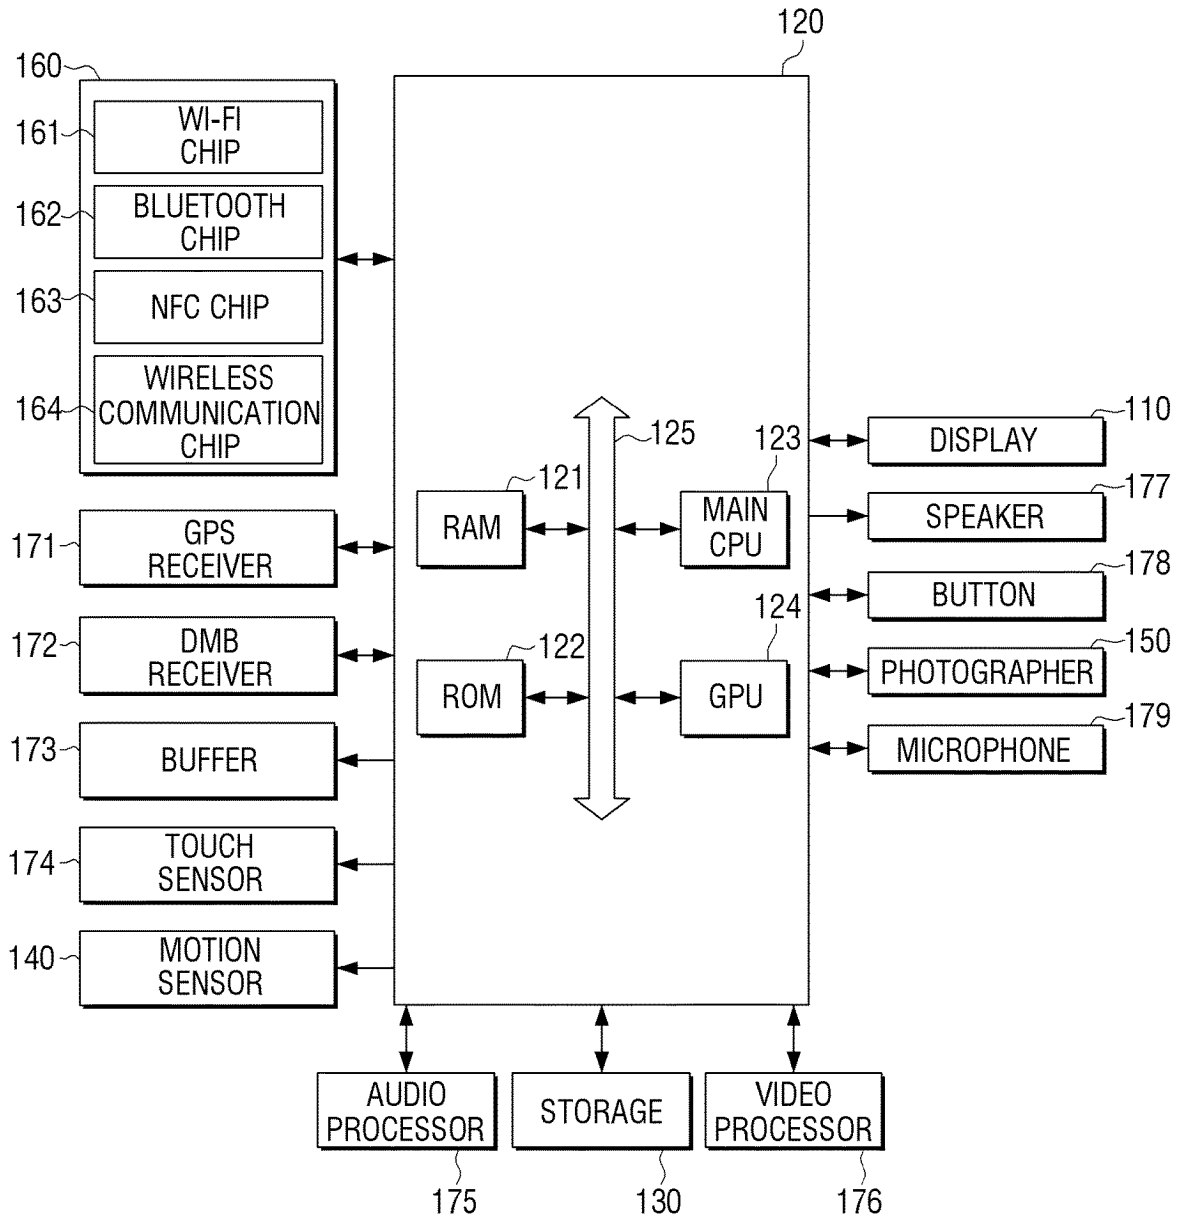 120
160
161
WI-FI
CHIP
162
BLUETOOTH
CHIP
163
NFC CHIP
164
WIRELESS
COMMUNICATION
CHIP
171
GPS
RECEIVER
172
DMB
RECEIVER
173
BUFFER
174
TOUCH
SENSOR
140
MOTION
SENSOR
125
121
RAM
122
ROM
123
MAIN
CPU
124
GPU
110
DISPLAY
177
SPEAKER
178
BUTTON
150
PHOTOGRAPHER
179
MICROPHONE
AUDIO
PROCESSOR
175
STORAGE
130
VIDEO
PROCESSOR
176